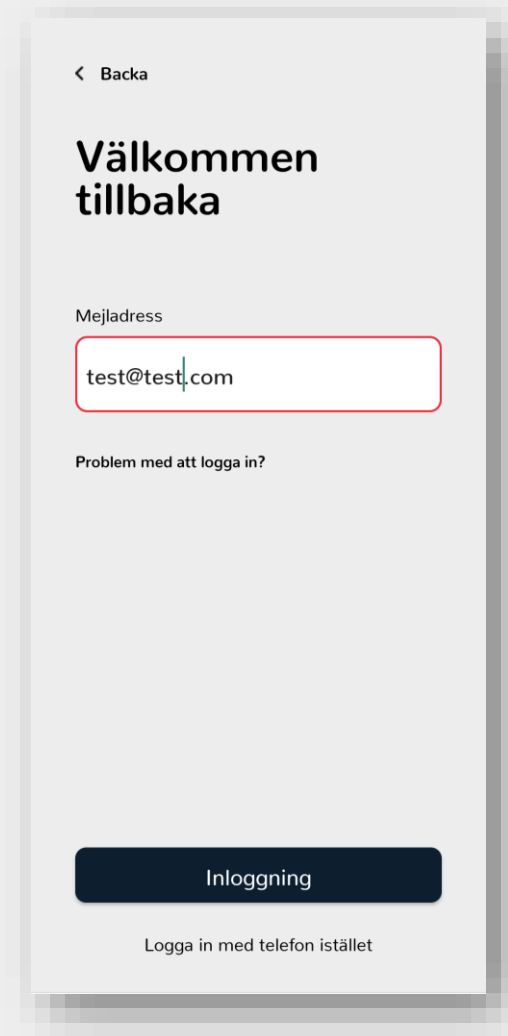 Backa
Välkommen
tillbaka
Mejladress
test@test.com
Problem med att logga in?
Inloggning
Logga in med telefon istället